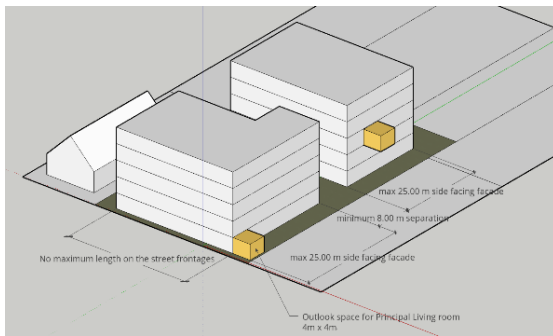 max 25.00 m side facing facade
minimum 8.00 m separation
No maximum length on the street frontages
max 25.00 m side facing facade
Outlook space for Principal Living room
4m x 4m